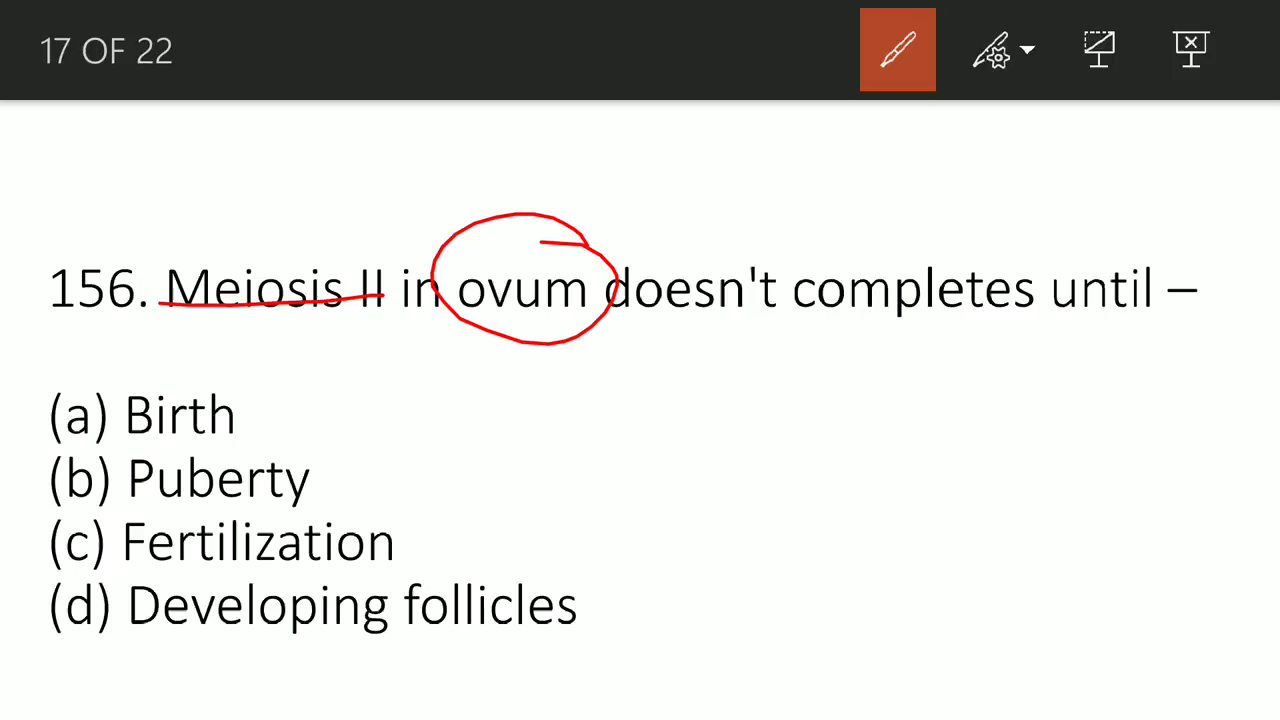 17 OF 22
156. Meiosis II in ovum doesn't completes until –
(a) Birth
(b) Puberty
(c) Fertilization
(d) Developing follicles